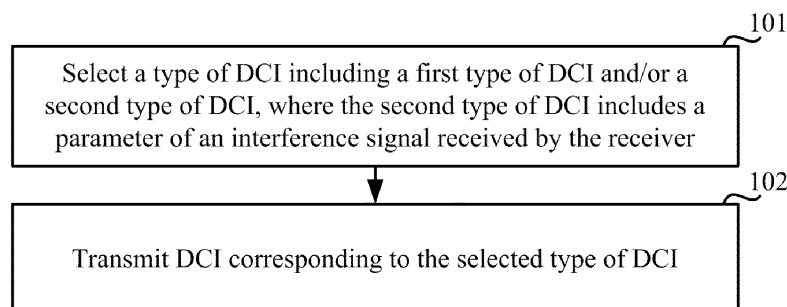 101
Select a type of DCI including a first type of DCI and/or a
second type of DCI, where the second type of DCI includes a
parameter of an interference signal received by the receiver
102
Transmit DCI corresponding to the selected type of DCI